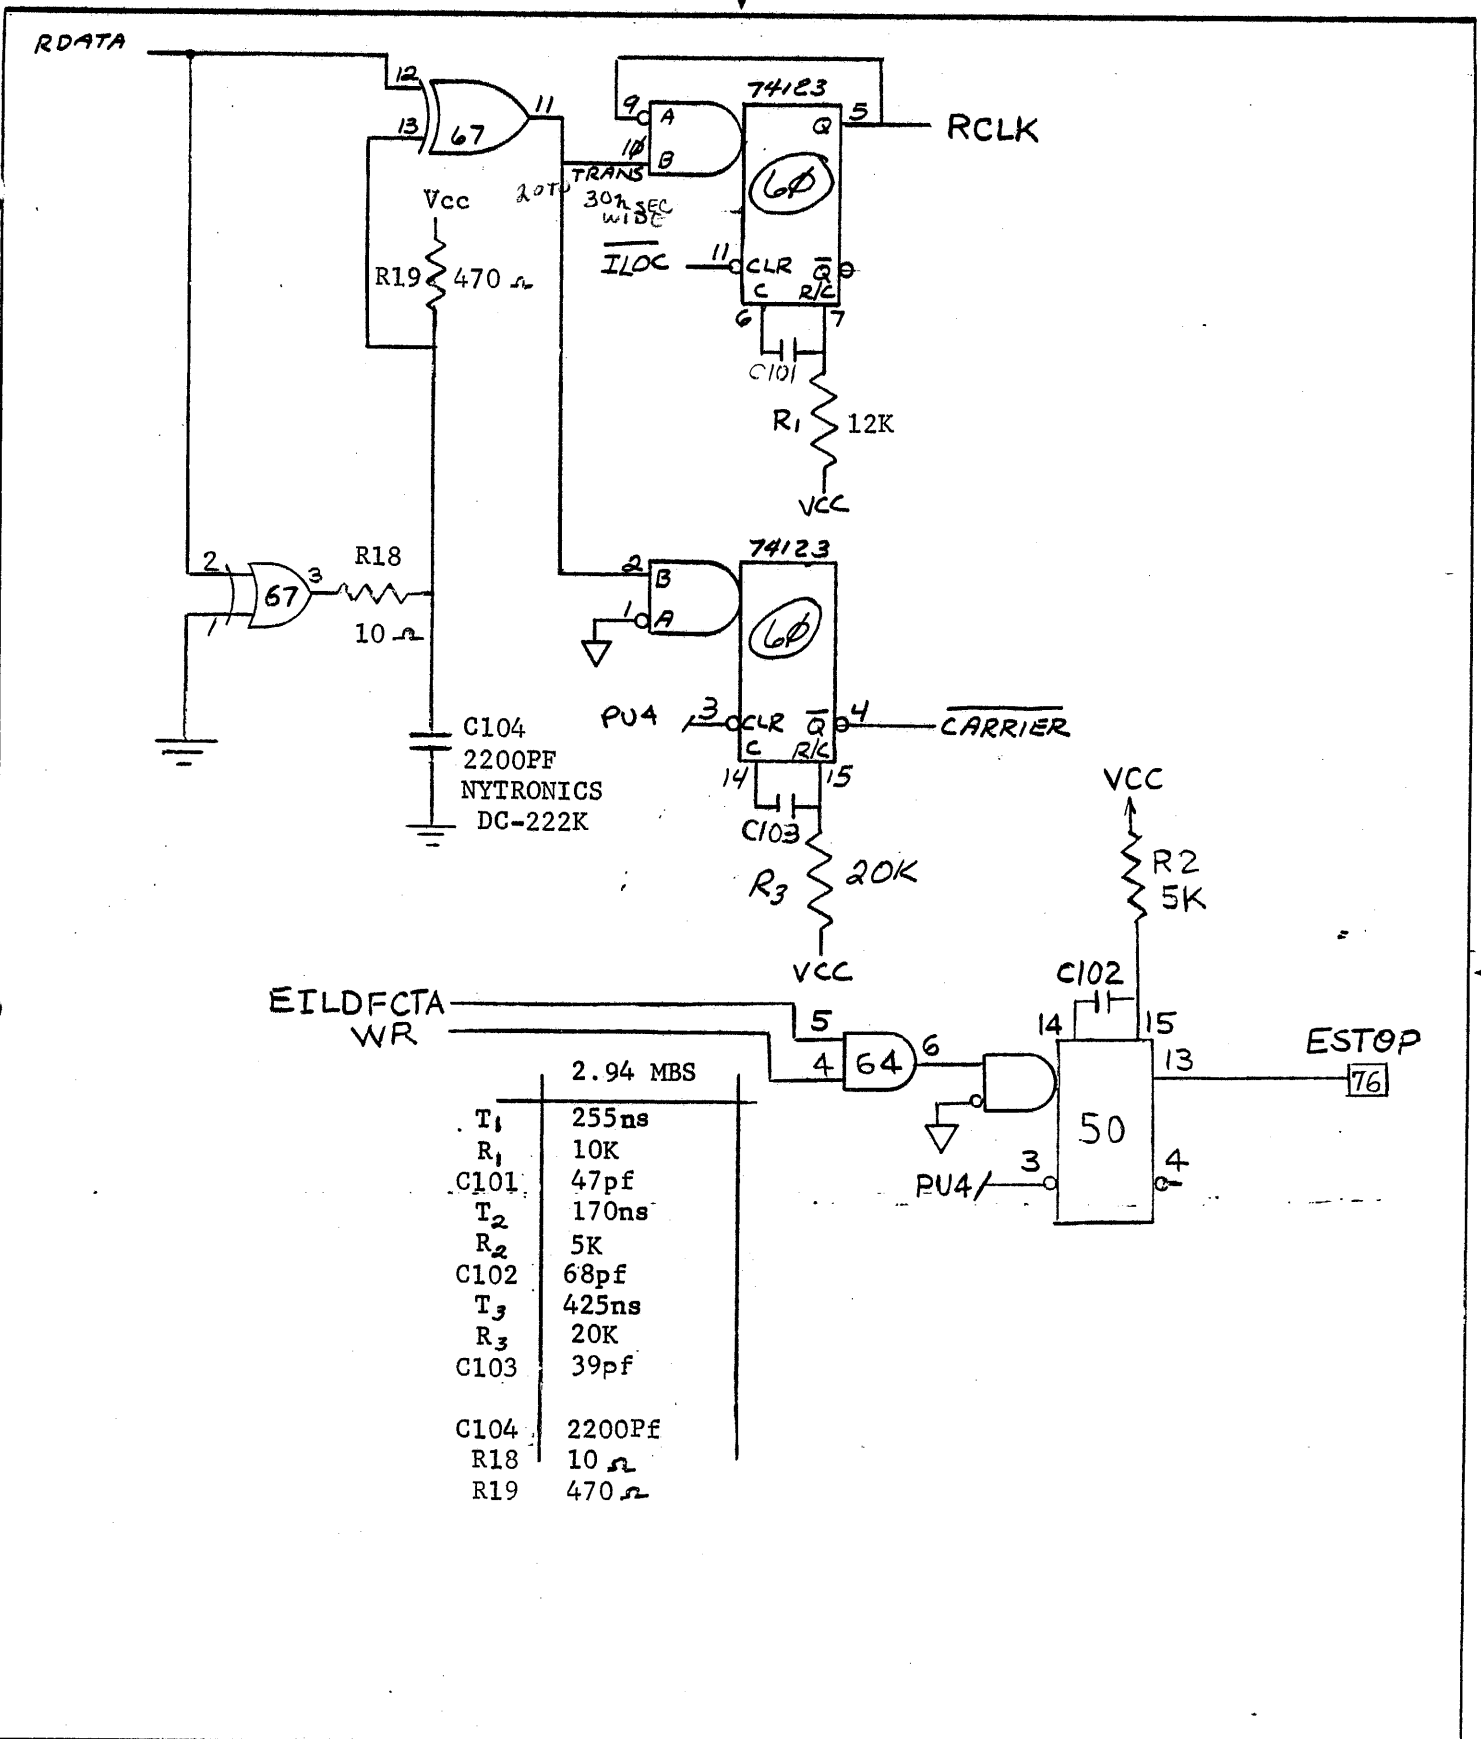 RDATA
12
13
67
11
TRANS
20TO
30n SEC
WIDE
74123
9
A
10
B
Q
5
RCLK
60
ILOC
11
CLR
Q
C
R/C
6
7
C101
R1
12K
VCC
Vcc
R19
470 Ω
2
1
67
3
R18
10 Ω
C104
2200PF
NYTRONICS
DC-222K
74123
2
B
1
A
60
PU4
3
CLR
Q
4
CARRIER
C
R/C
14
15
C103
R3
20K
VCC
VCC
R2
5K
C102
14
15
EILDFCTA
WR
5
4
64
6
50
13
ESTOP
76
PU4
3
4
2.94 MBS
T1 255ns
R1 10K
C101 47pf
T2 170ns
R2 5K
C102 68pf
T3 425ns
R3 20K
C103 39pf
C104 2200Pf
R18 10 Ω
R19 470 Ω